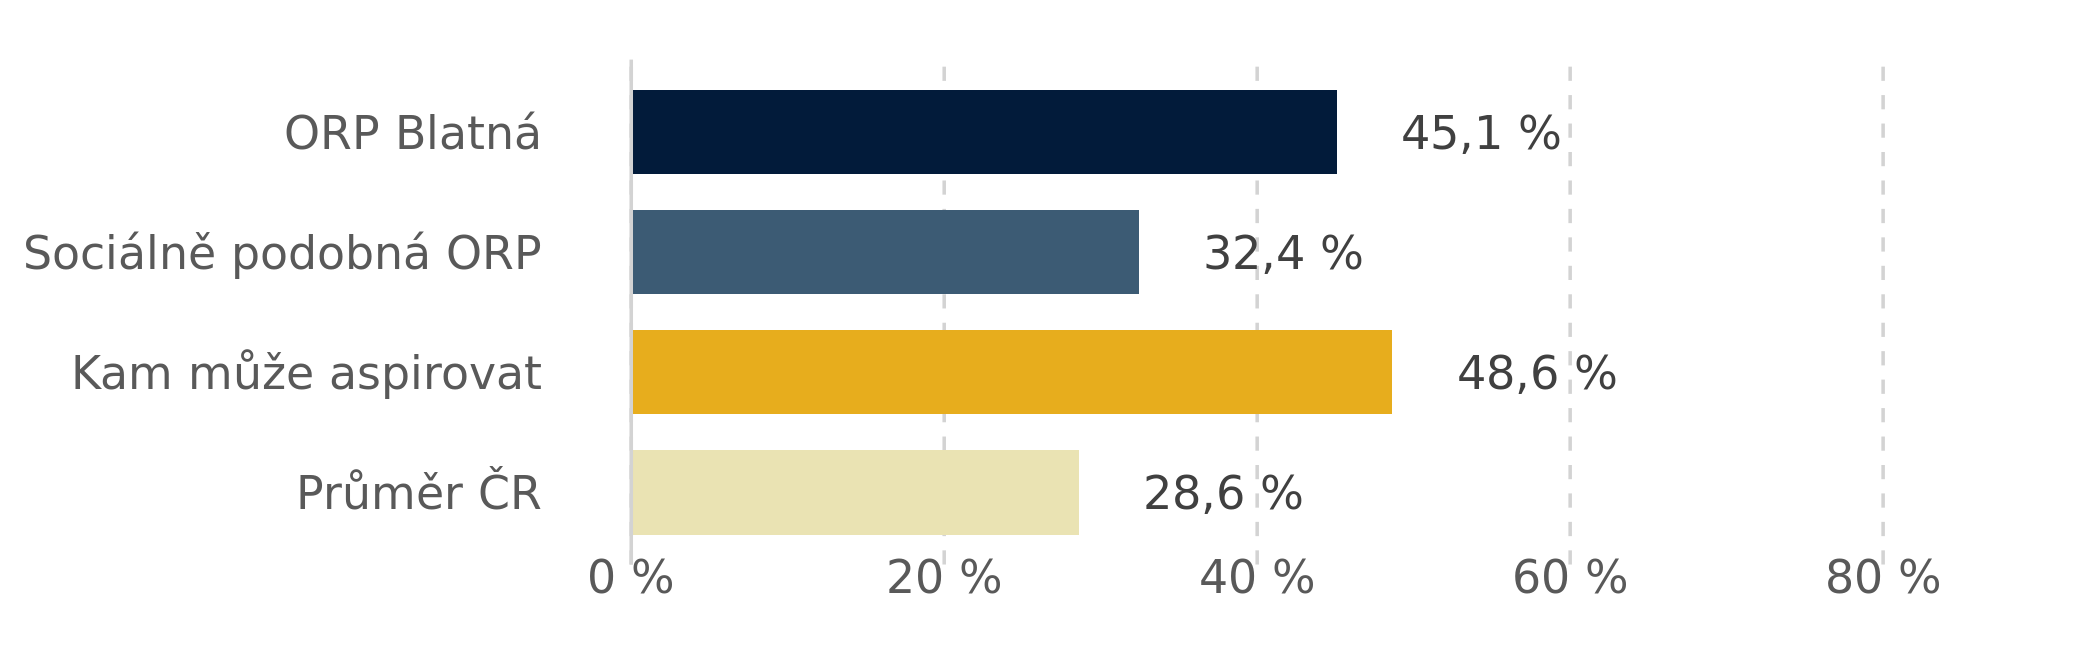 ORP Blatná 45,1 %
Sociálně podobná ORP 32,4 %
Kam může aspirovat 48,6 %
Průměr ČR 28,6 %
0 % 20 % 40 % 60 % 80 %